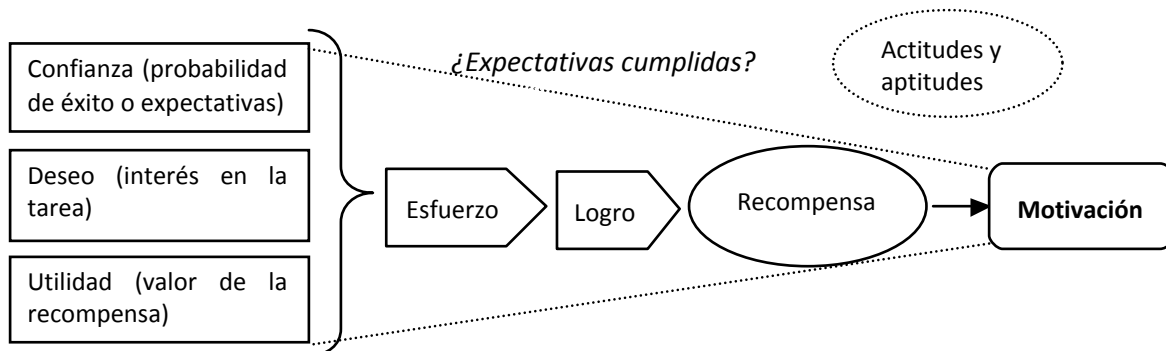 Confianza (probabilidad
de éxito o expectativas)
Deseo (interés en la
tarea)
Utilidad (valor de la
recompensa)
¿Expectativas cumplidas?
Actitudes y
aptitudes
Esfuerzo
Logro
Recompensa
Motivación